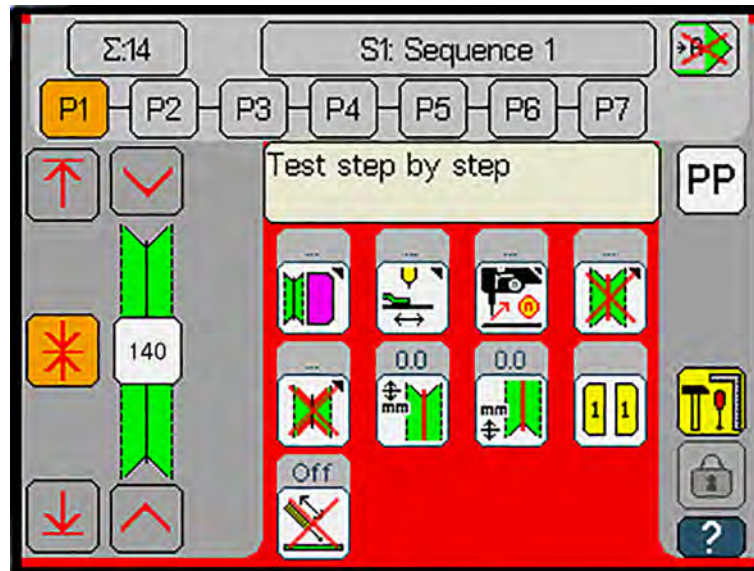 Σ:14
S1: Sequence 1
R
P1 P2 P3 P4 P5 P6 P7
Test step by step
PP
... ... ... ...
n
140
... 0.0 0.0
mm mm 1 1
Off
?